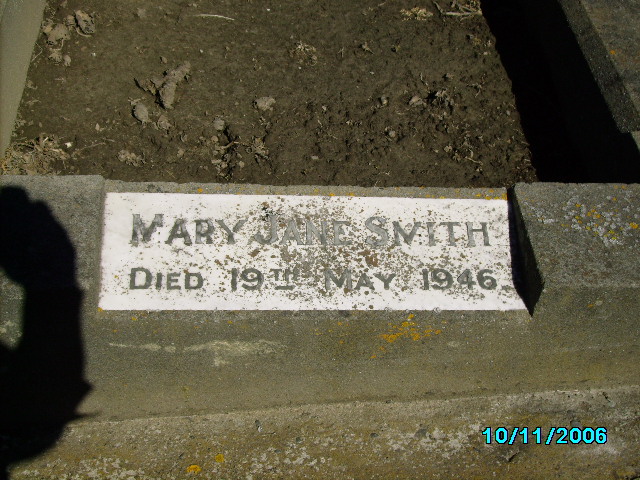 Mary Jane Smith
Died 19TH May 1946
10/11/2006